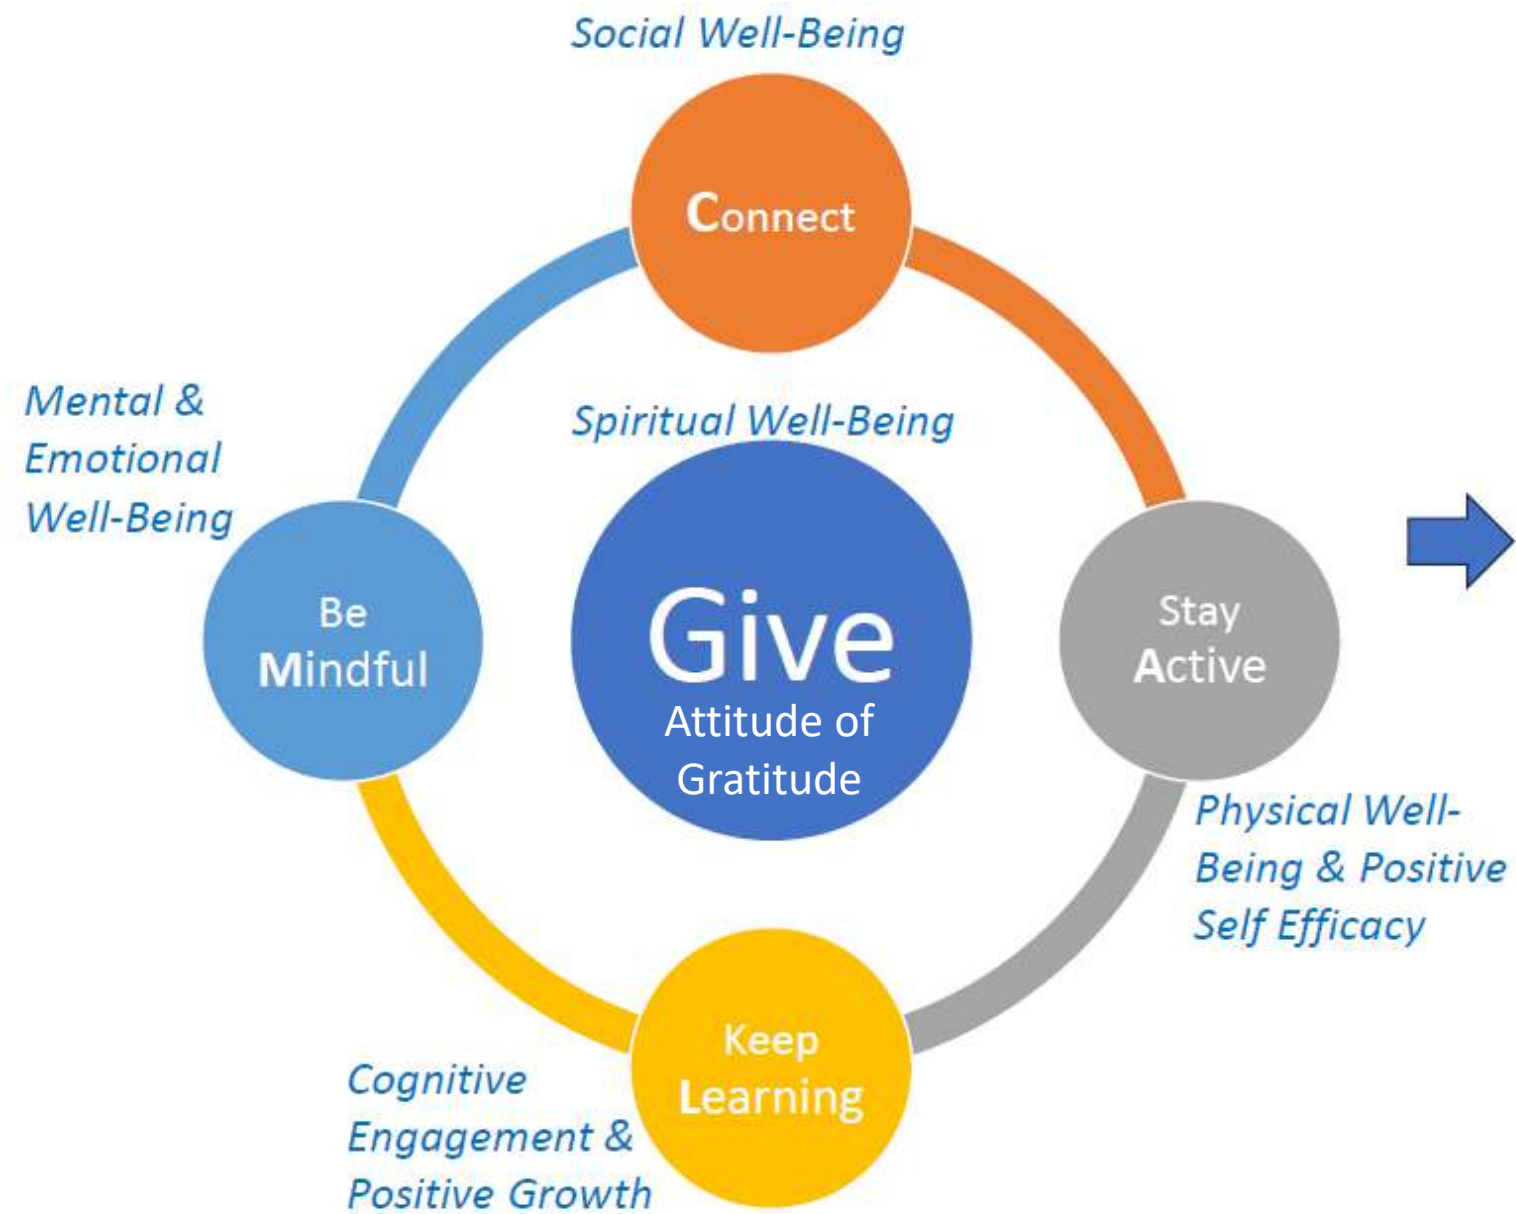 Social Well-Being
Connect
Mental &
Emotional
Well-Being
Spiritual Well-Being
Be
Mindful
Give
Attitude of
Gratitude
Stay
Active
Physical Well-
Being & Positive
Self Efficacy
Keep
Learning
Cognitive
Engagement &
Positive Growth